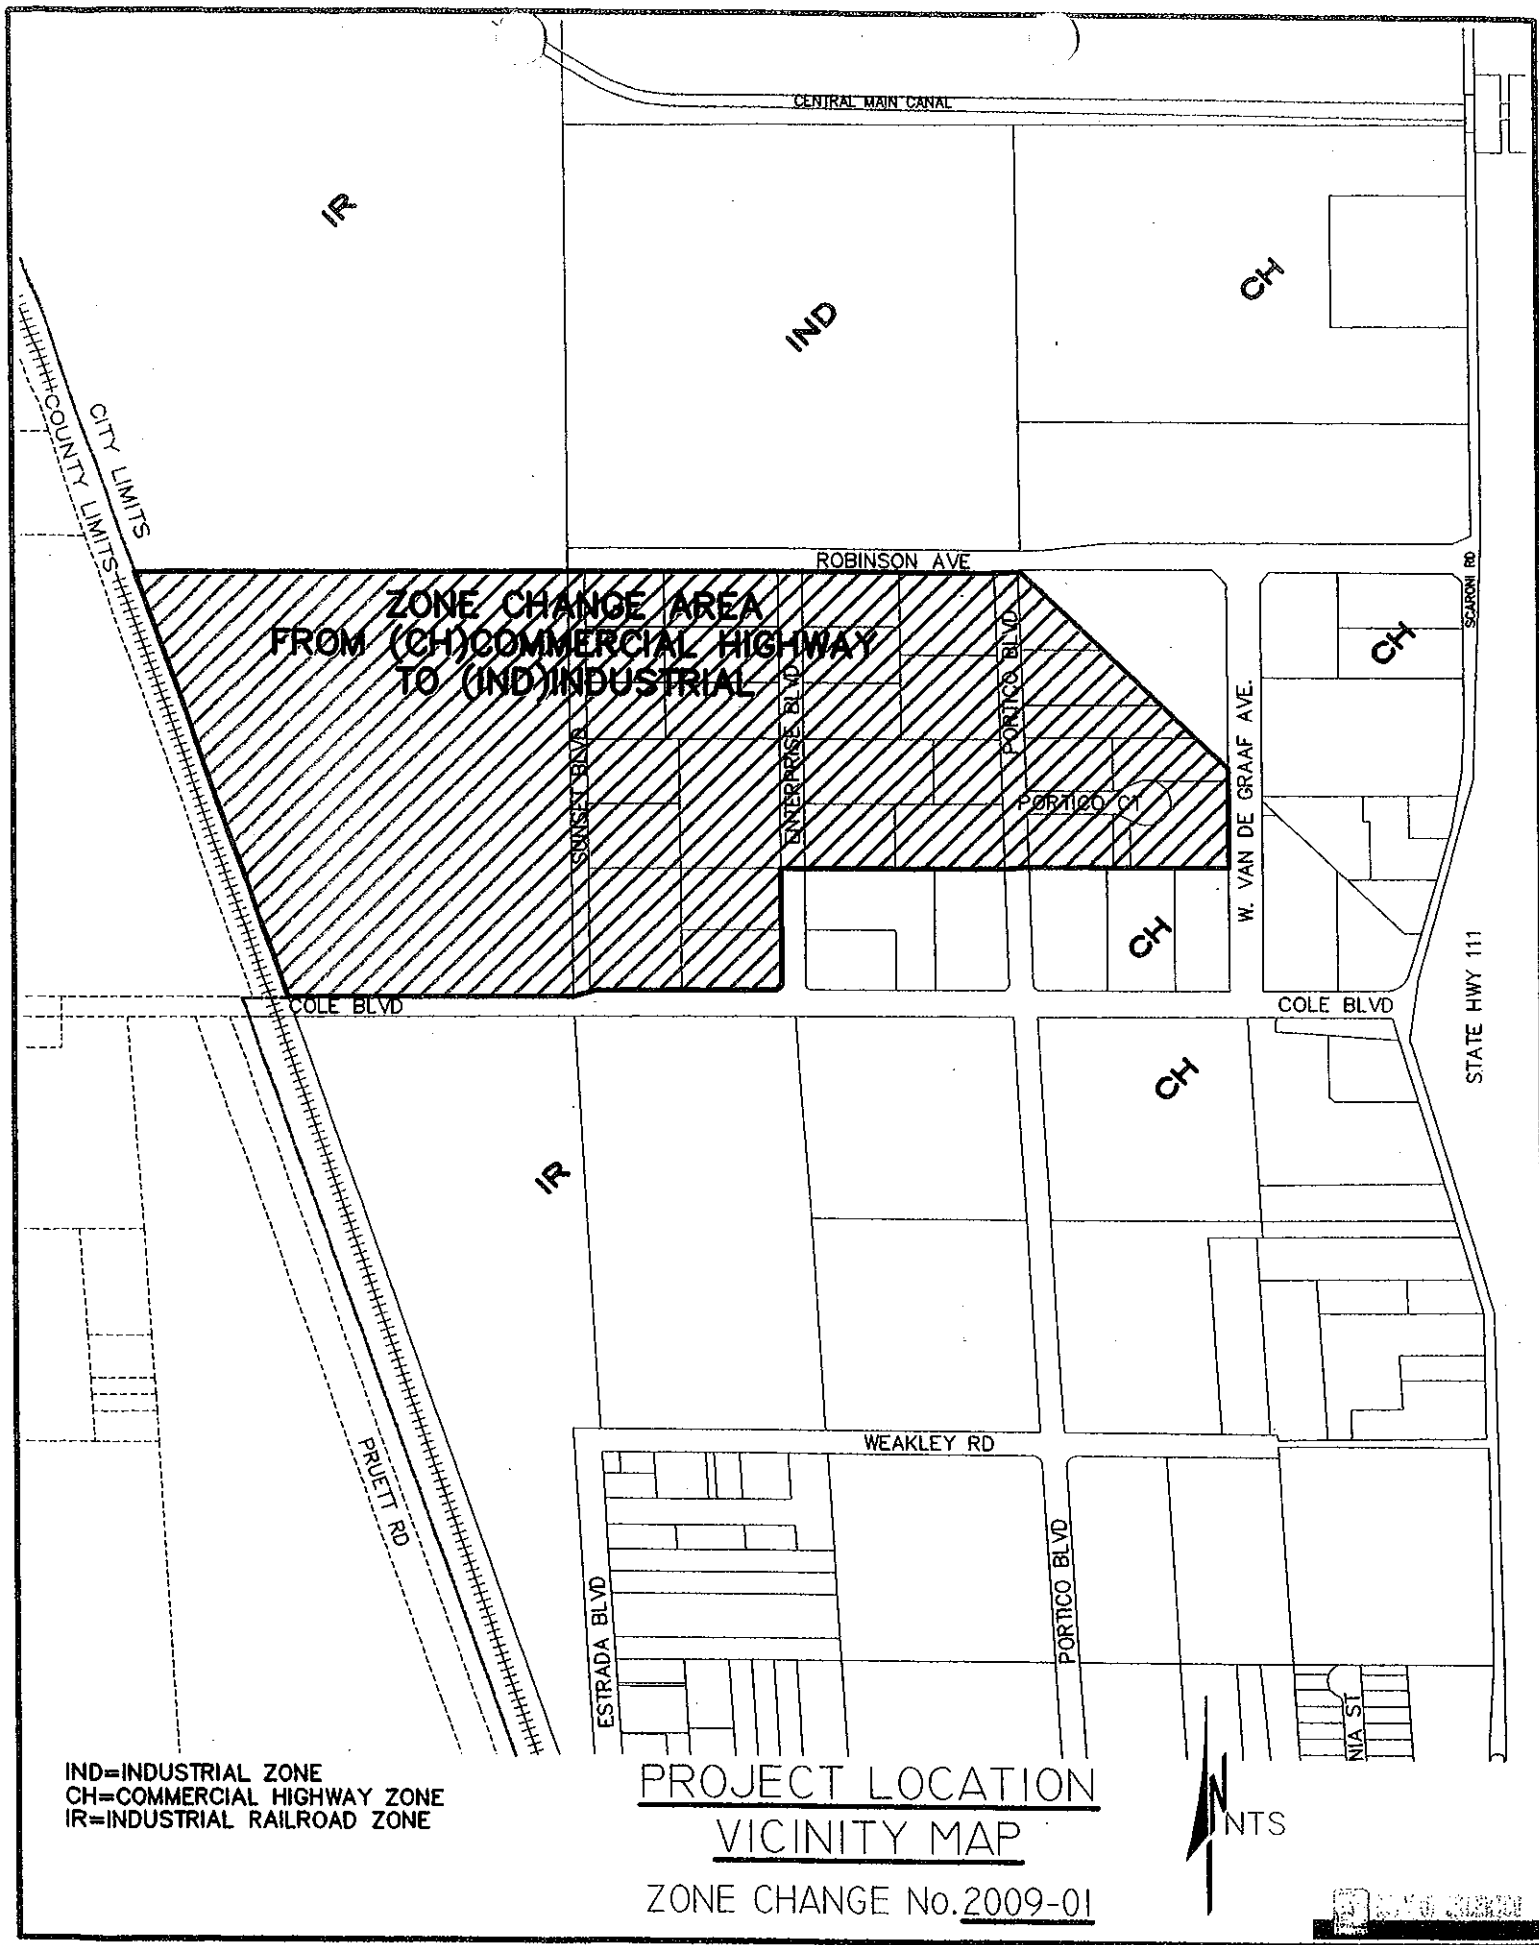 CENTRAL MAIN CANAL
IR
CH
IND
CITY LIMITS
COUNTY LIMITS
ROBINSON AVE
SCARONI RD
ZONE CHANGE AREA
FROM (CH)COMMERCIAL HIGHWAY
TO (IND)INDUSTRIAL
PORTICO BLVD
CH
ENTERPRISE BLVD
SUNSET BLVD
W. VAN DE GRAAF AVE.
PORTICO CT
CH
STATE HWY 111
COLE BLVD
COLE BLVD
CH
IR
WEAKLEY RD
PRUETT RD
PORTICO BLVD
ESTRADA BLVD
NIA ST
IND=INDUSTRIAL ZONE
CH=COMMERCIAL HIGHWAY ZONE
IR=INDUSTRIAL RAILROAD ZONE
PROJECT LOCATION
VICINITY MAP
ZONE CHANGE No.2009-01
N
NTS